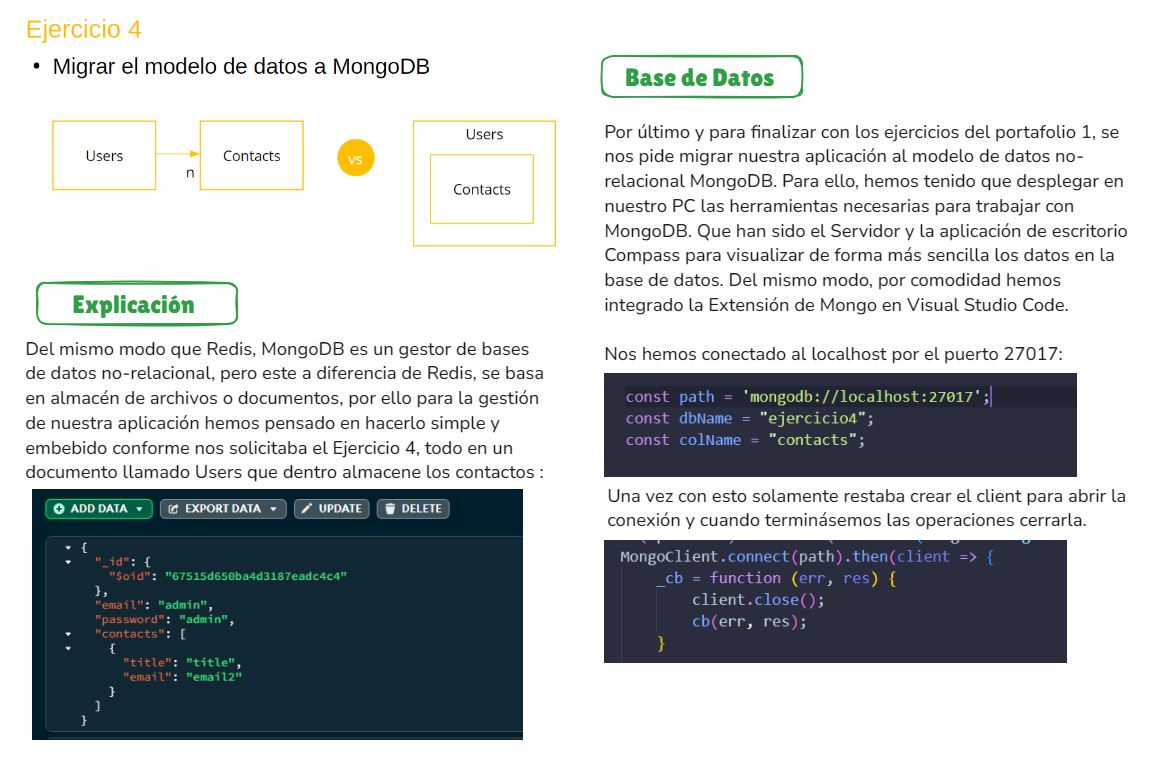 Ejercicio 4
• Migrar el modelo de datos a MongoDB
Users
n
Contacts
vs
Users
Contacts
Explicación
Del mismo modo que Redis, MongoDB es un gestor de bases
de datos no-relacional, pero este a diferencia de Redis, se basa
en almacén de archivos o documentos, por ello para la gestión
de nuestra aplicación hemos pensado en hacerlo simple y
embebido conforme nos solicitaba el Ejercicio 4, todo en un
documento llamado Users que dentro almacene los contactos :
ADD DATA EXPORT DATA UPDATE DELETE
{
"_id": {
"$oid": "67515d650ba4d3187eadc4c4"
},
"email": "admin",
"password": "admin",
"contacts": [
{
"title": "title",
"email": "email2"
}
]
}
Base de Datos
Por último y para finalizar con los ejercicios del portafolio 1, se
nos pide migrar nuestra aplicación al modelo de datos no-
relacional MongoDB. Para ello, hemos tenido que desplegar en
nuestro PC las herramientas necesarias para trabajar con
MongoDB. Que han sido el Servidor y la aplicación de escritorio
Compass para visualizar de forma más sencilla los datos en la
base de datos. Del mismo modo, por comodidad hemos
integrado la Extensión de Mongo en Visual Studio Code.
Nos hemos conectado al localhost por el puerto 27017:
const path = 'mongodb://localhost:27017';
const dbName = "ejercicio4";
const colName = "contacts";
Una vez con esto solamente restaba crear el client para abrir la
conexión y cuando terminásemos las operaciones cerrarla.
MongoClient.connect(path).then(client => {
_cb = function (err, res) {
client.close();
cb(err, res);
}